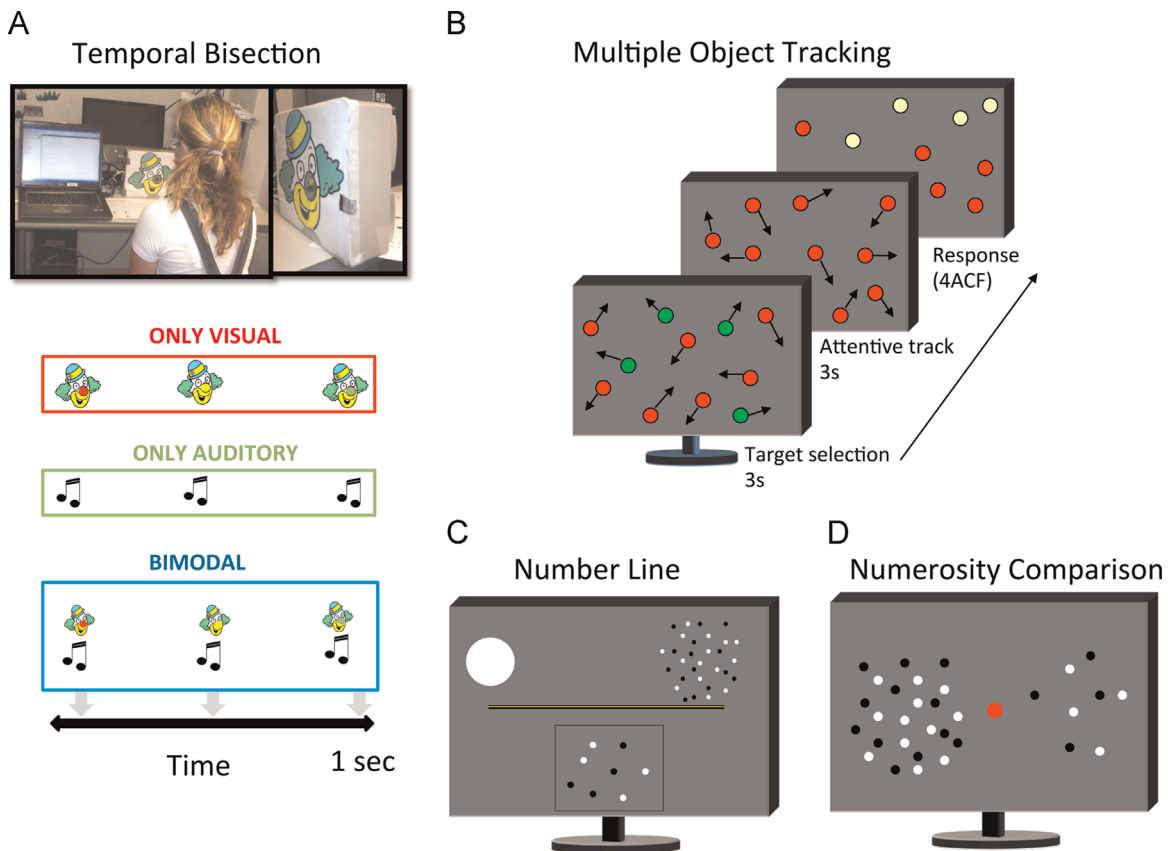 A
Temporal Bisection
ONLY VISUAL
ONLY AUDITORY
BIMODAL
Time
1 sec
B
Multiple Object Tracking
Response
(4ACF)
Attentive track
3s
Target selection
3s
C
Number Line
D
Numerosity Comparison